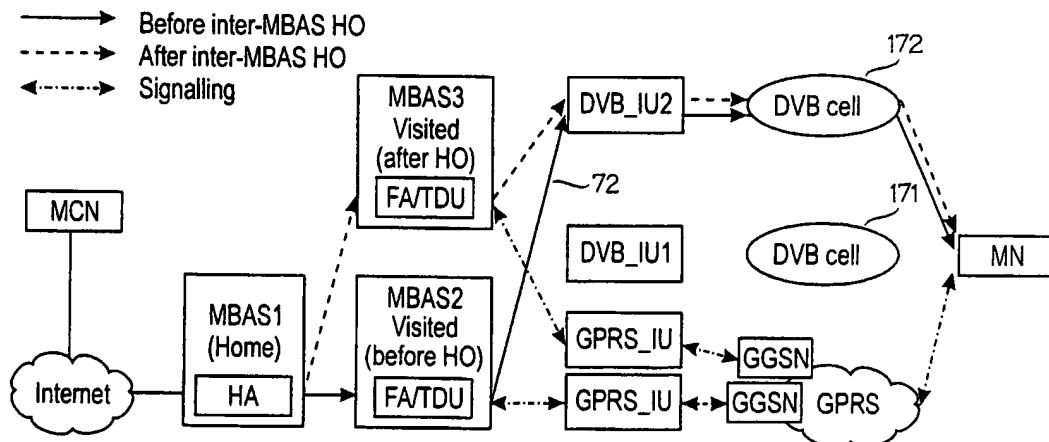 Before inter-MBAS HO
After inter-MBAS HO
Signalling
MCN
Internet
MBAS1
(Home)
HA
MBAS3
Visited
(after HO)
FA/TDU
MBAS2
Visited
(before HO)
FA/TDU
DVB_IU2
72
DVB_IU1
GPRS_IU
GPRS_IU
172
DVB cell
171
DVB cell
GGSN
GGSN
GPRS
MN